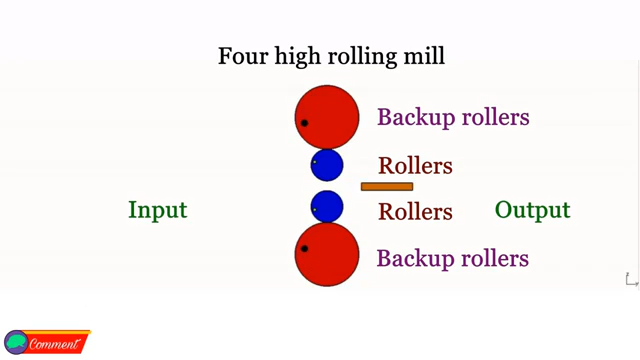 Four high rolling mill
Backup rollers
Rollers
Input
Rollers
Output
Backup rollers
Comment